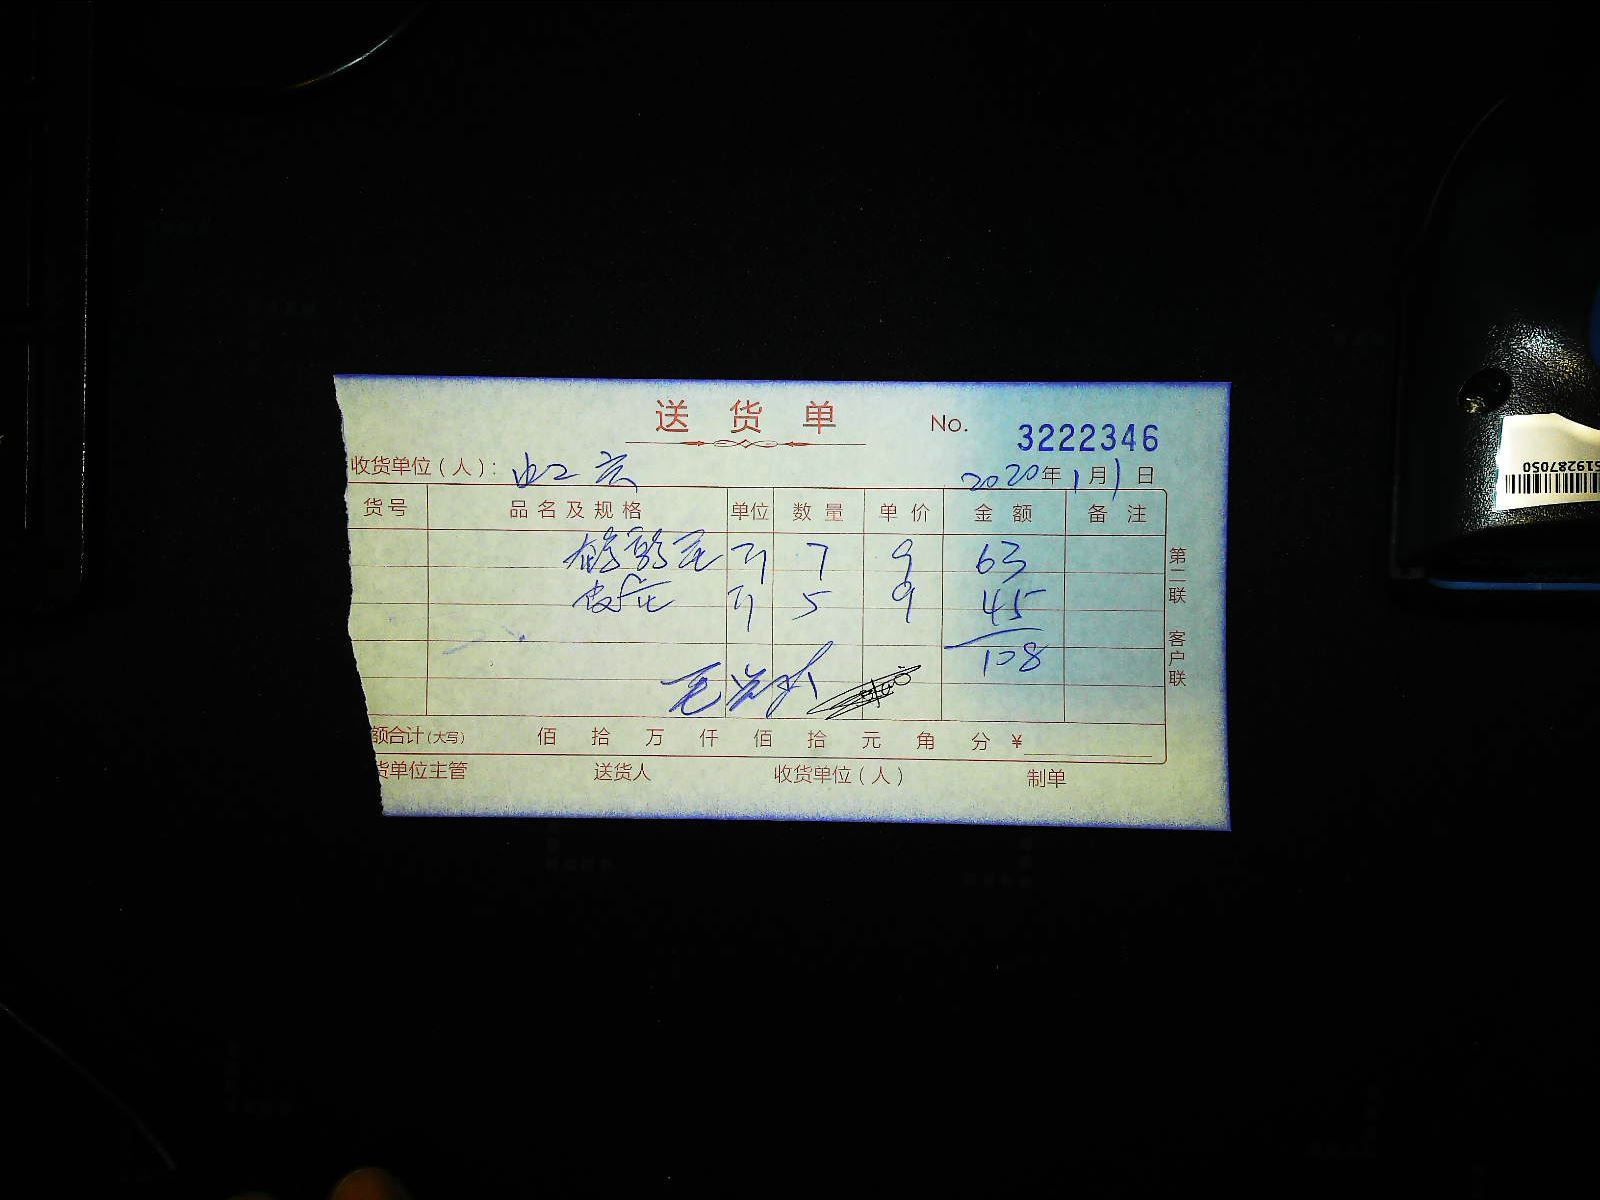 送 货 单 No. 3222346
收货单位(人): 2020年1月1日
货号 品名及规格 单位 数量 单价 金额 备注
7 9 63
皮 5 9 45
108
第二联 客户联
额合计(大写) 佰 拾 万 仟 佰 拾 元 角 分 ¥
货单位主管 送货人 收货单位(人) 制单
519287050